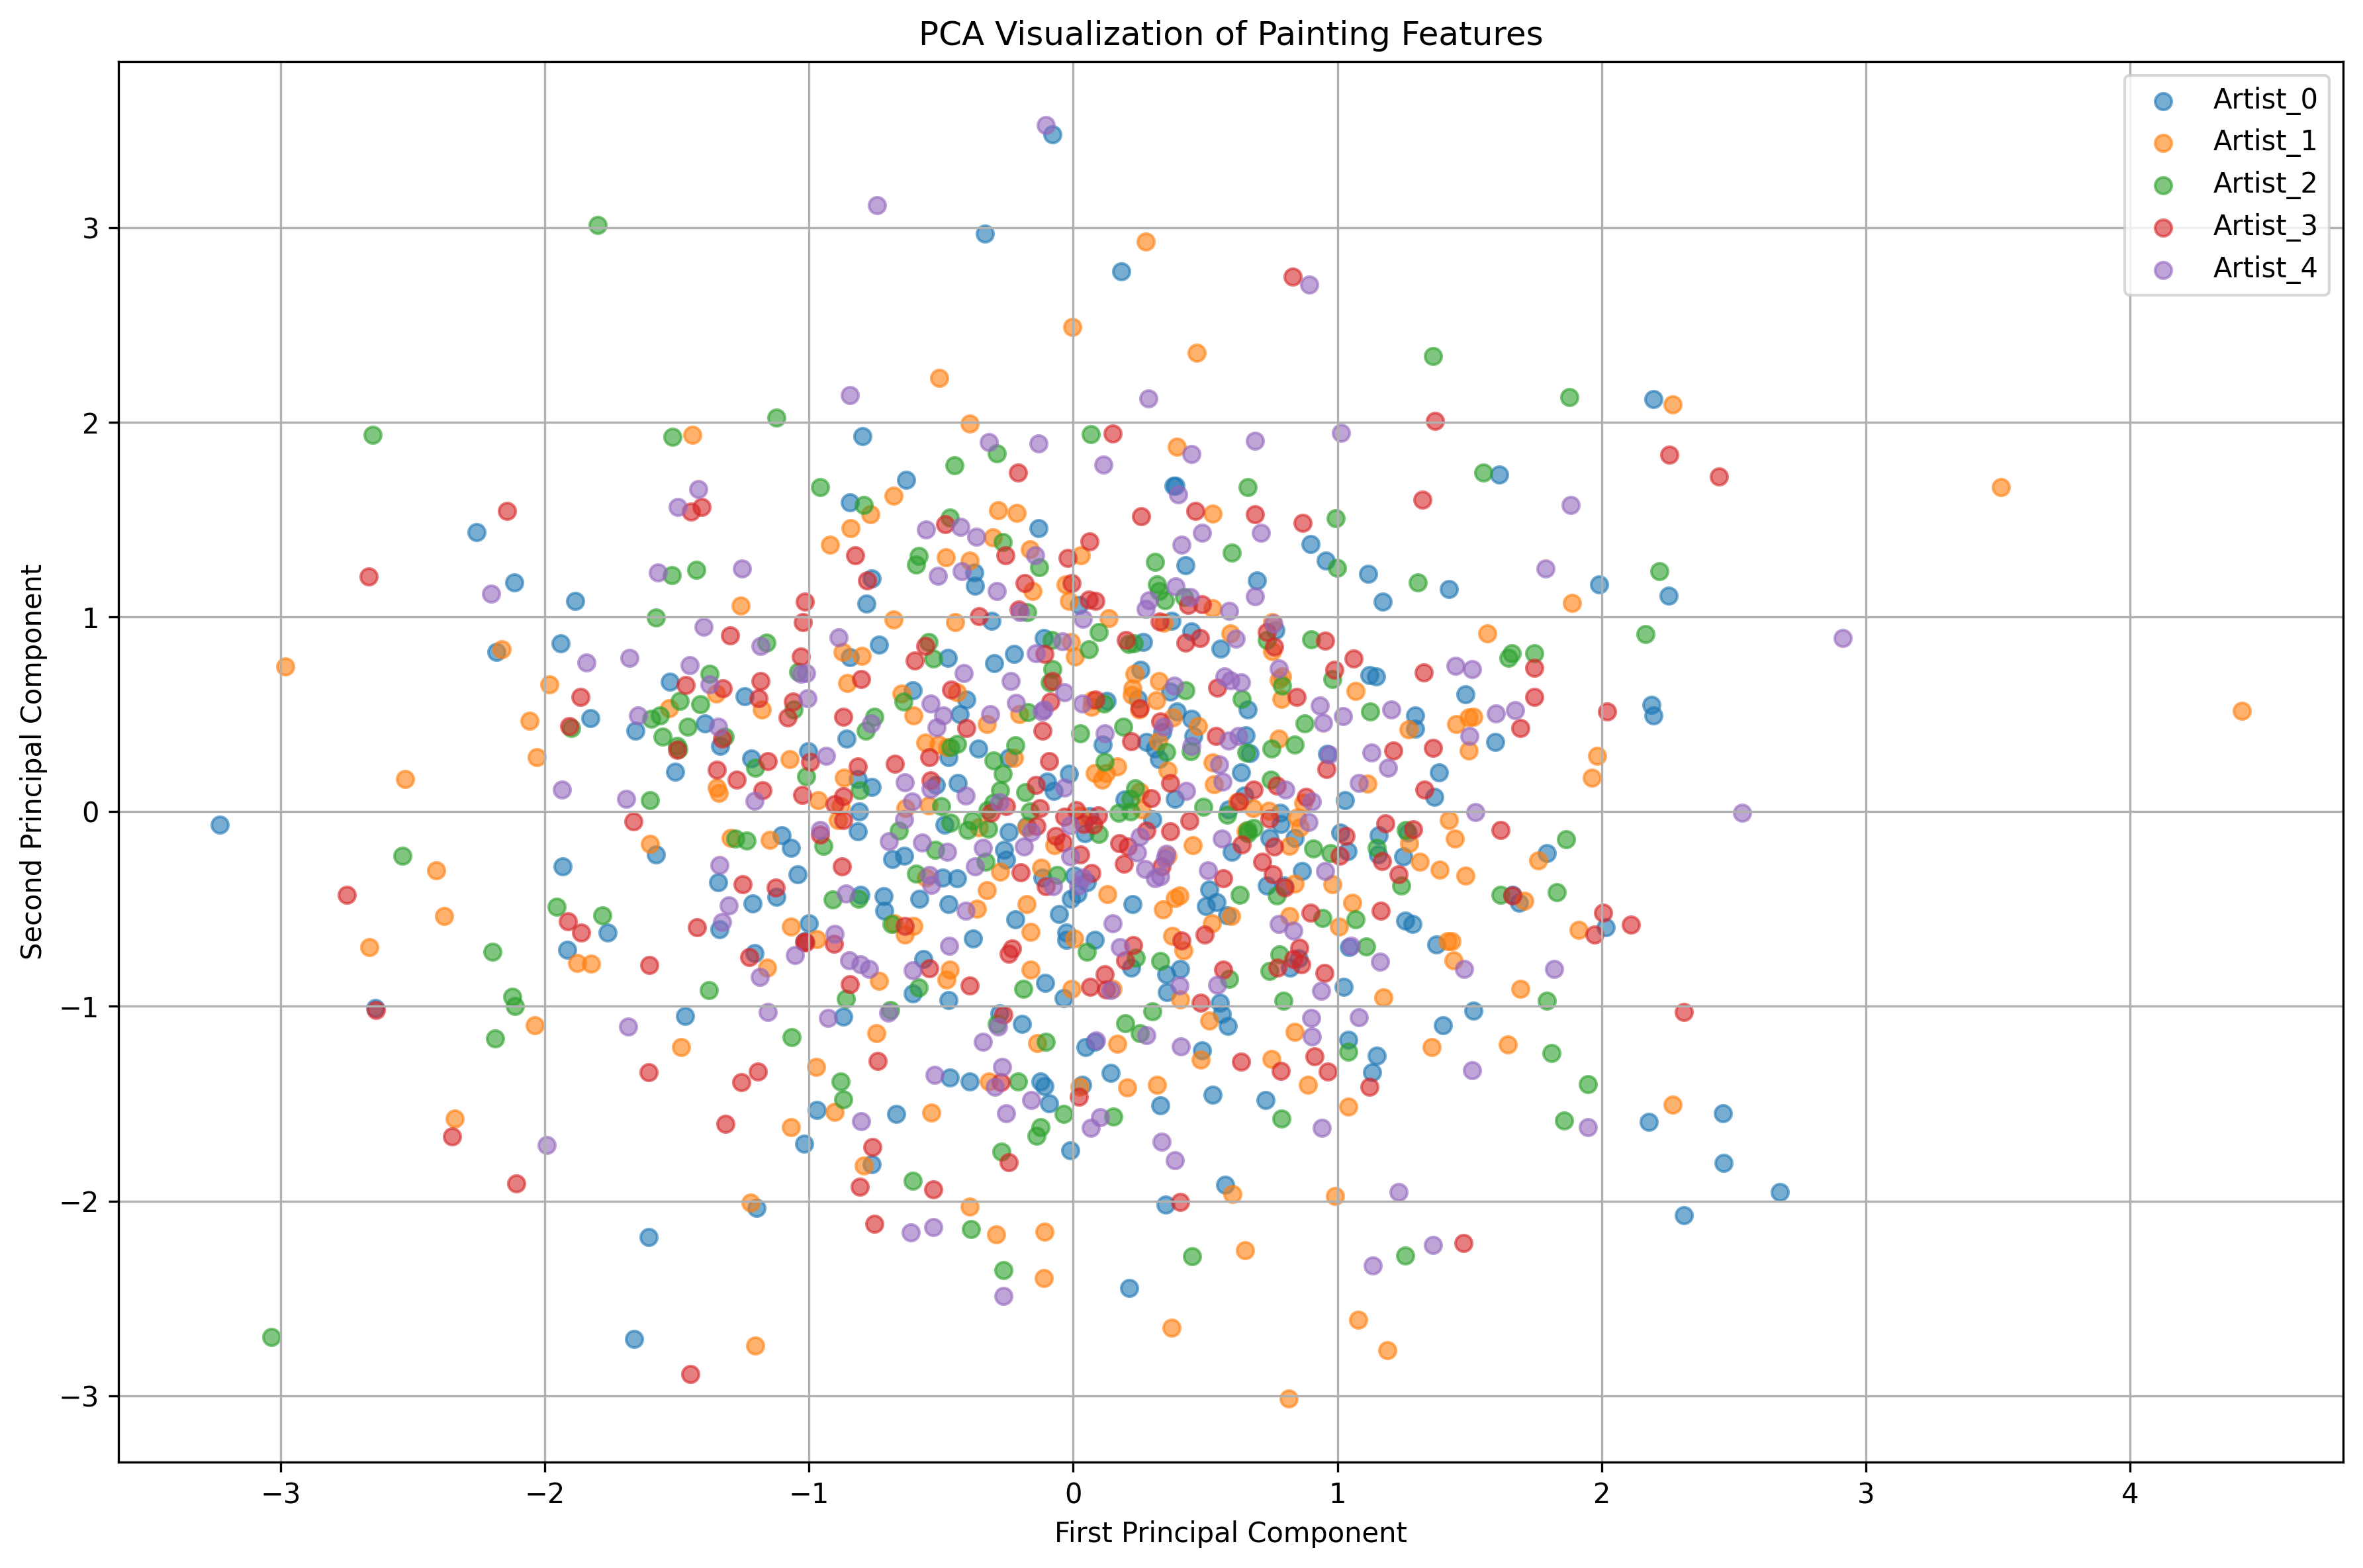 PCA Visualization of Painting Features
Artist_0
Artist_1
Artist_2
Artist_3
Artist_4
Second Principal Component
3
2
1
0
−1
−2
−3
−3 −2 −1 0 1 2 3 4
First Principal Component